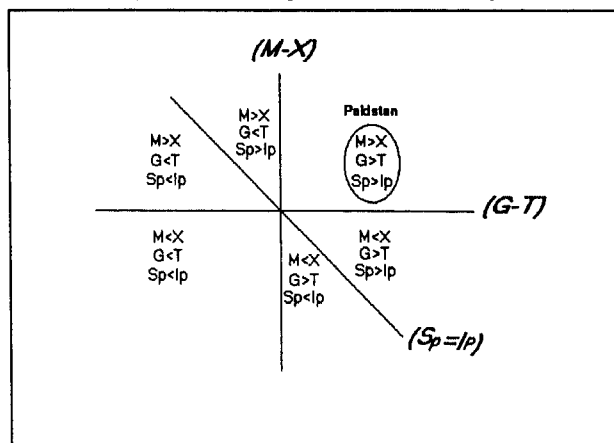 (M-X)
Pakistan
M>X
G<T
Sp>Ip
M>X
G<T
Sp<Ip
M>X
G>T
Sp>Ip
(G-T)
M<X
G<T
Sp<Ip
M<X
G>T
Sp<Ip
M<X
G>T
Sp>Ip
(Sp=Ip)